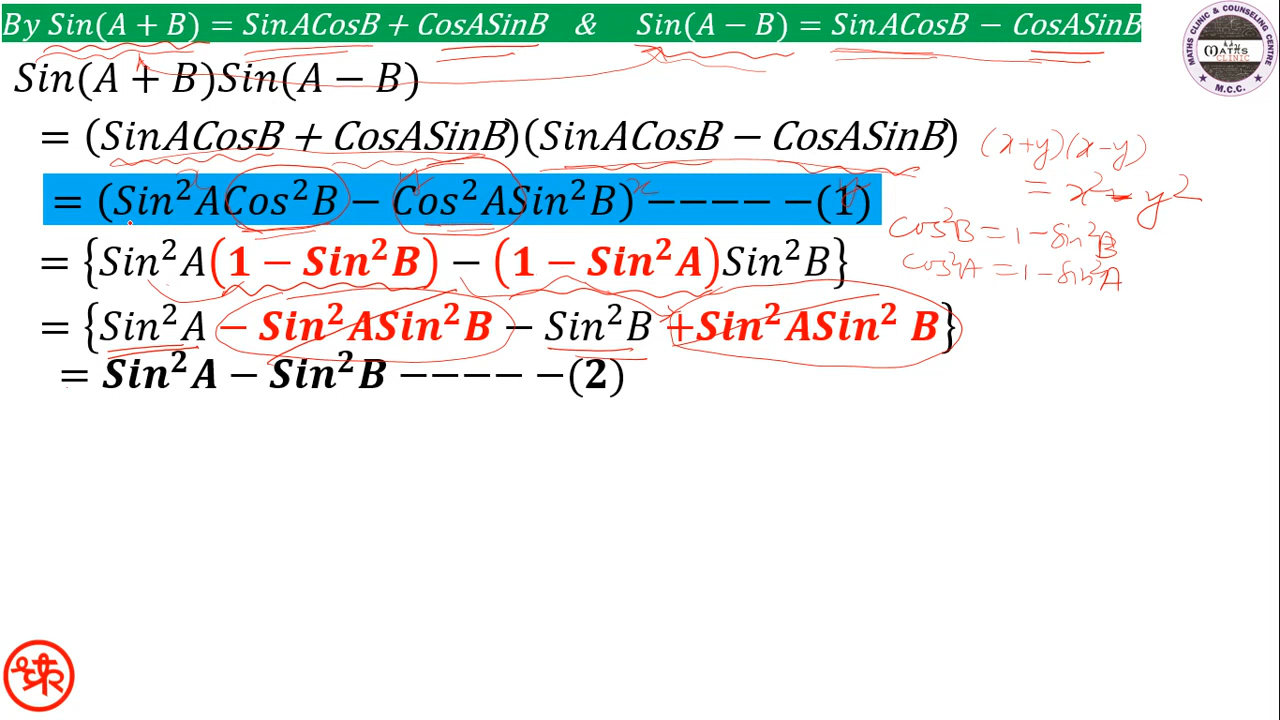 By Sin(A + B) = SinACosB + CosASinB & Sin(A − B) = SinACosB − CosASinB
MATHS CLINIC & COUNSELING CENTRE
MATHS
CLINIC
M.C.C.
Sin(A + B)Sin(A − B)
= (SinACosB + CosASinB)(SinACosB − CosASinB)
(x+y)(x-y)
= x² - y²
= (Sin²ACos²B − Cos²ASin²B) −−−−−−(1)
x y x y
cos²B = 1 - sin²B
cos²A = 1 - sin²A
= {Sin²A(1 − Sin²B) − (1 − Sin²A)Sin²B}
= {Sin²A − Sin²ASin²B − Sin²B +Sin²ASin² B}
= Sin²A − Sin²B −−−−−−(2)
श्री